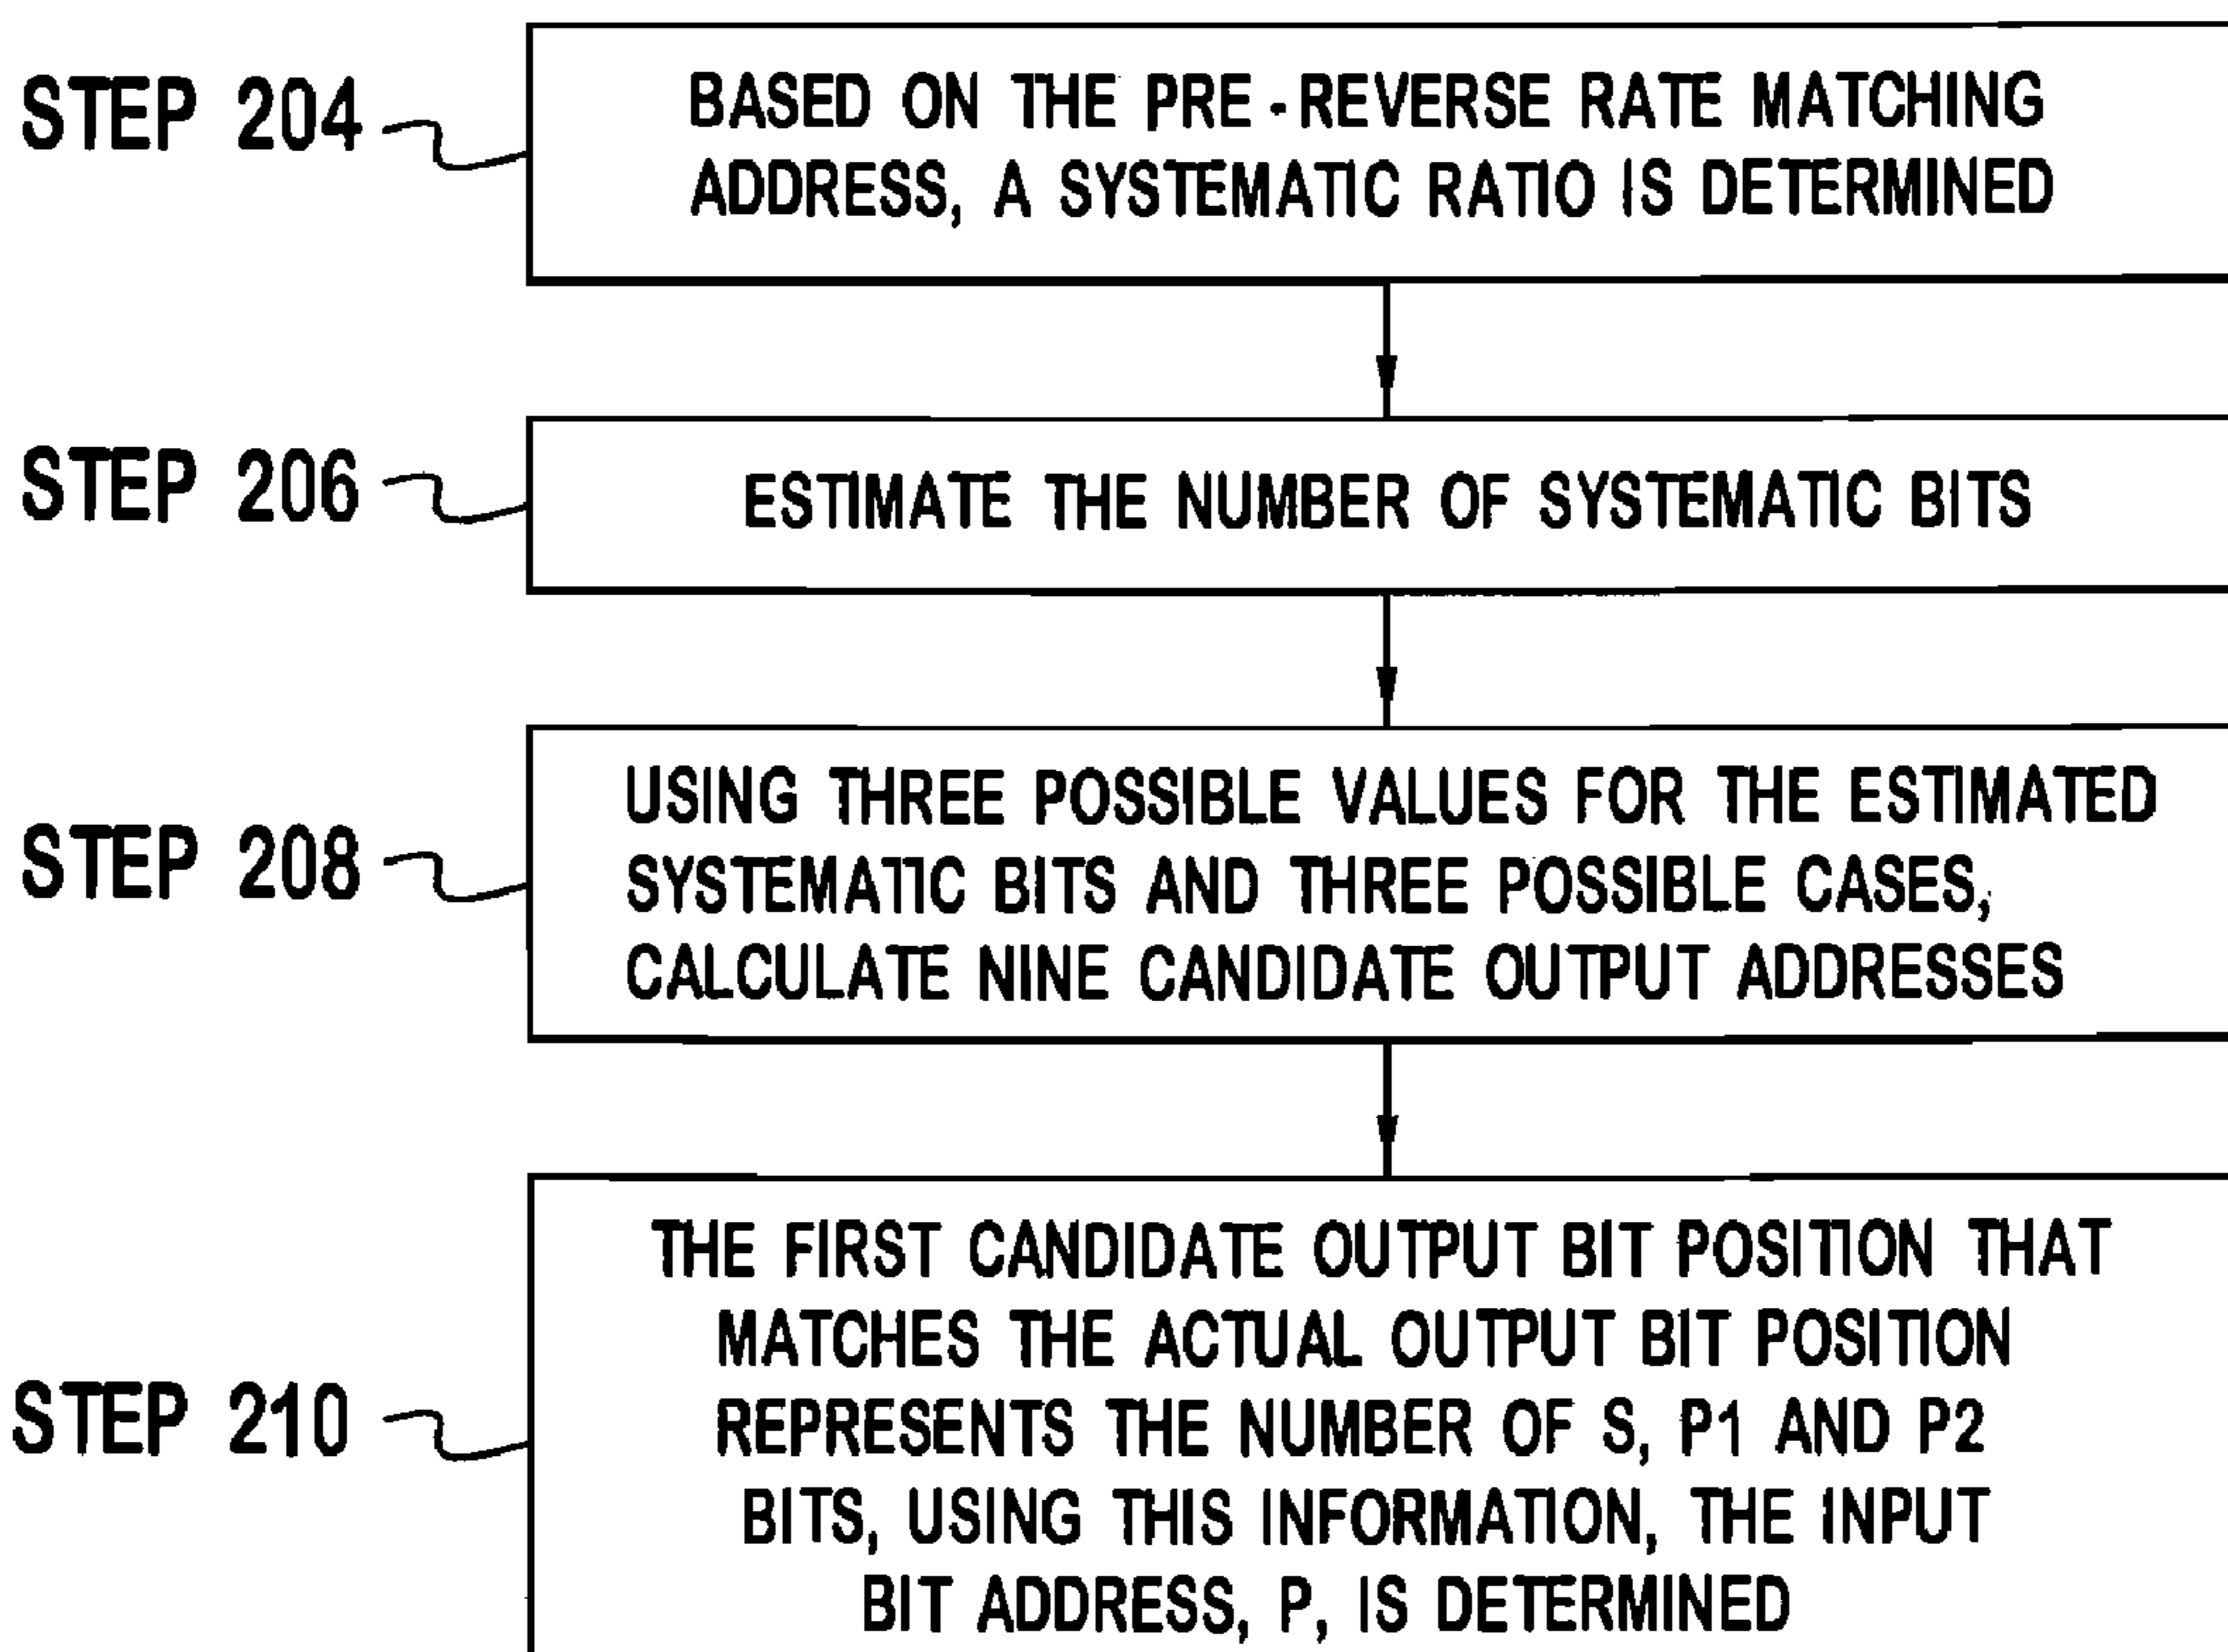 STEP 204
BASED ON THE PRE-REVERSE RATE MATCHING
ADDRESS, A SYSTEMATIC RATIO IS DETERMINED
STEP 206
ESTIMATE THE NUMBER OF SYSTEMATIC BITS
STEP 208
USING THREE POSSIBLE VALUES FOR THE ESTIMATED
SYSTEMATIC BITS AND THREE POSSIBLE CASES,
CALCULATE NINE CANDIDATE OUTPUT ADDRESSES
STEP 210
THE FIRST CANDIDATE OUTPUT BIT POSITION THAT
MATCHES THE ACTUAL OUTPUT BIT POSITION
REPRESENTS THE NUMBER OF S, P1 AND P2
BITS, USING THIS INFORMATION, THE INPUT
BIT ADDRESS, P, IS DETERMINED